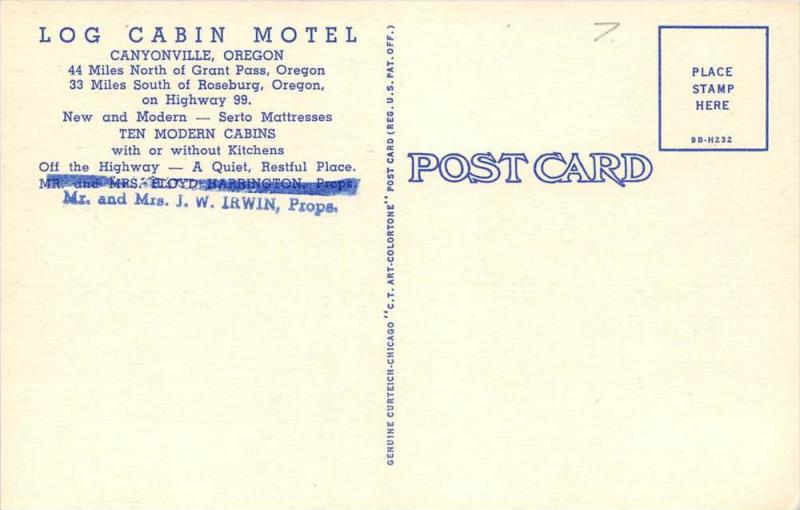 LOG CABIN MOTEL
CANYONVILLE, OREGON
44 Miles North of Grant Pass, Oregon
33 Miles South of Roseburg, Oregon,
on Highway 99.
New and Modern — Serto Mattresses
TEN MODERN CABINS
with or without Kitchens
Off the Highway — A Quiet, Restful Place.
MR. and MRS. FLOYD HARRINGTON, Props.
Mr. and Mrs. J. W. IRWIN, Props.
GENUINE CURTEICH-CHICAGO "C.T. ART-COLORTONE" POST CARD (REG. U.S. PAT. OFF.)
7
POST CARD
PLACE
STAMP
HERE
9B-H232